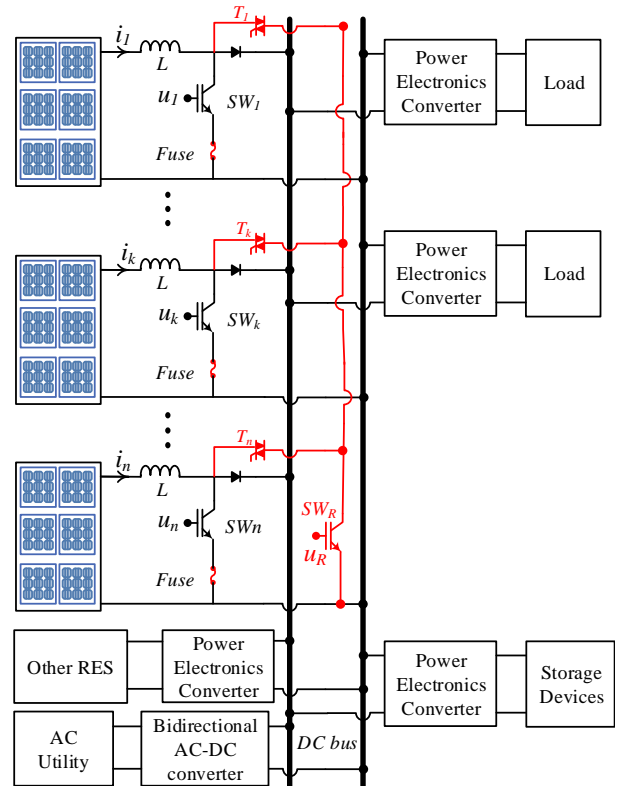 T1
i1
L
u1
SW1
Fuse
Power
Electronics
Converter
Load
Tk
ik
L
uk
SWk
Fuse
Power
Electronics
Converter
Load
Tn
in
L
un
SWn
Fuse
SWR
uR
Other RES
Power
Electronics
Converter
Power
Electronics
Converter
Storage
Devices
AC
Utility
Bidirectional
AC-DC
converter
DC bus